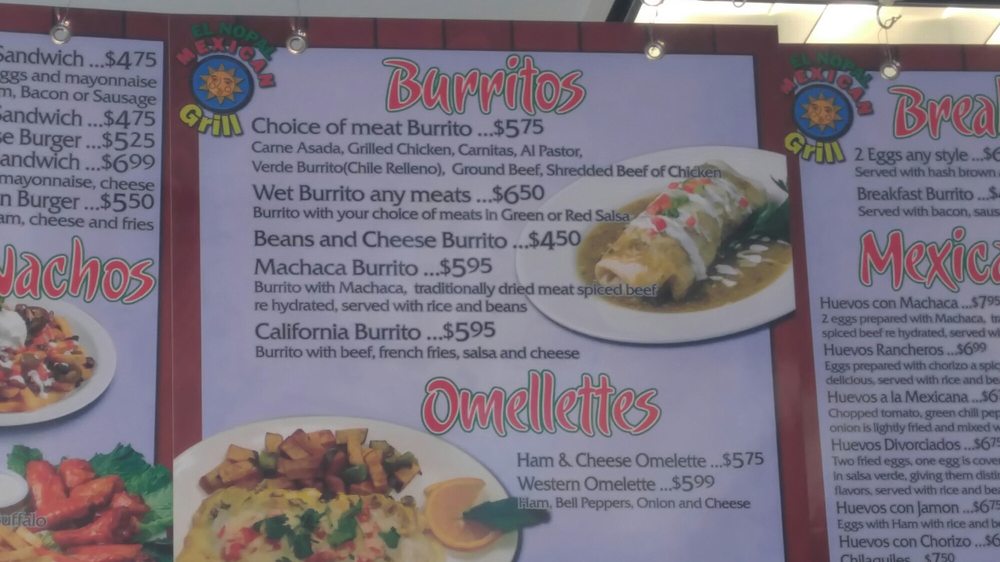 Sandwich ...$475
eggs and mayonnaise
Bacon or Sausage
Sandwich ...$475
Burger ...$525
andwich ...$699
mayonnaise, cheese
Burger ...$550
cheese and fries
Nachos
uffalo
EL NOPAL
MEXICAN
Grill
Burritos
Choice of meat Burrito ...$575
Carne Asada, Grilled Chicken, Carnitas, Al Pastor,
Verde Burrito(Chile Relleno), Ground Beef, Shredded Beef of Chicken
Wet Burrito any meats ...$650
Burrito with your choice of meats in Green or Red Salsa
Beans and Cheese Burrito ...$450
Machaca Burrito ...$595
Burrito with Machaca, traditionally dried meat spiced beef
re hydrated, served with rice and beans
California Burrito ...$595
Burrito with beef, french fries, salsa and cheese
Omellettes
Ham & Cheese Omelette ...$575
Western Omelette ...$599
Ham, Bell Peppers, Onion and Cheese
EL NOPAL
MEXICAN
Grill
Brea
2 Eggs any style ...$6
Served with hash brown
Breakfast Burrito ...$
Served with bacon, saus
Mexica
Huevos con Machaca ...$795
2 eggs prepared with Machaca, tra
spiced beef re hydrated, served wi
Huevos Rancheros ...$699
Eggs prepared with chorizo a spic
delicious, served with rice and be
Huevos a la Mexicana ...$6
Chopped tomato, green chili pep
onion is lightly fried and mixed w
Huevos Divorciados ...$675
Two fried eggs, one egg is cove
in salsa verde, giving them disti
flavors, served with rice and bea
Huevos con Jamon ...$675
Eggs with Ham with rice and b
Huevos con Chorizo ...$6
Chilaquiles ...$750